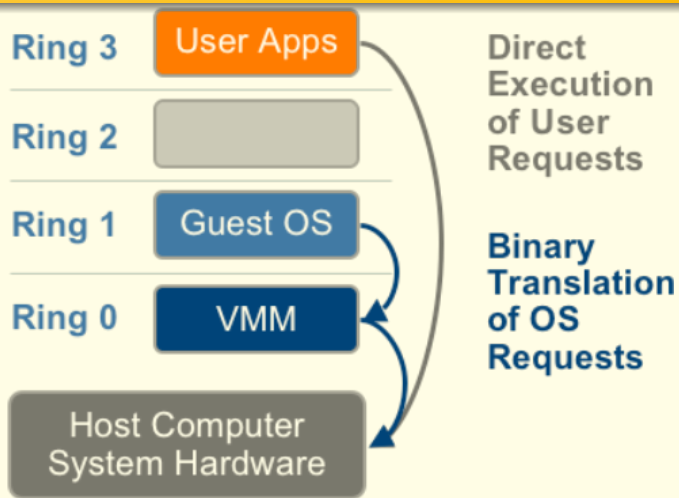 Ring 3
User Apps
Ring 2
Ring 1
Guest OS
Ring 0
VMM
Host Computer
System Hardware
Direct
Execution
of User
Requests
Binary
Translation
of OS
Requests